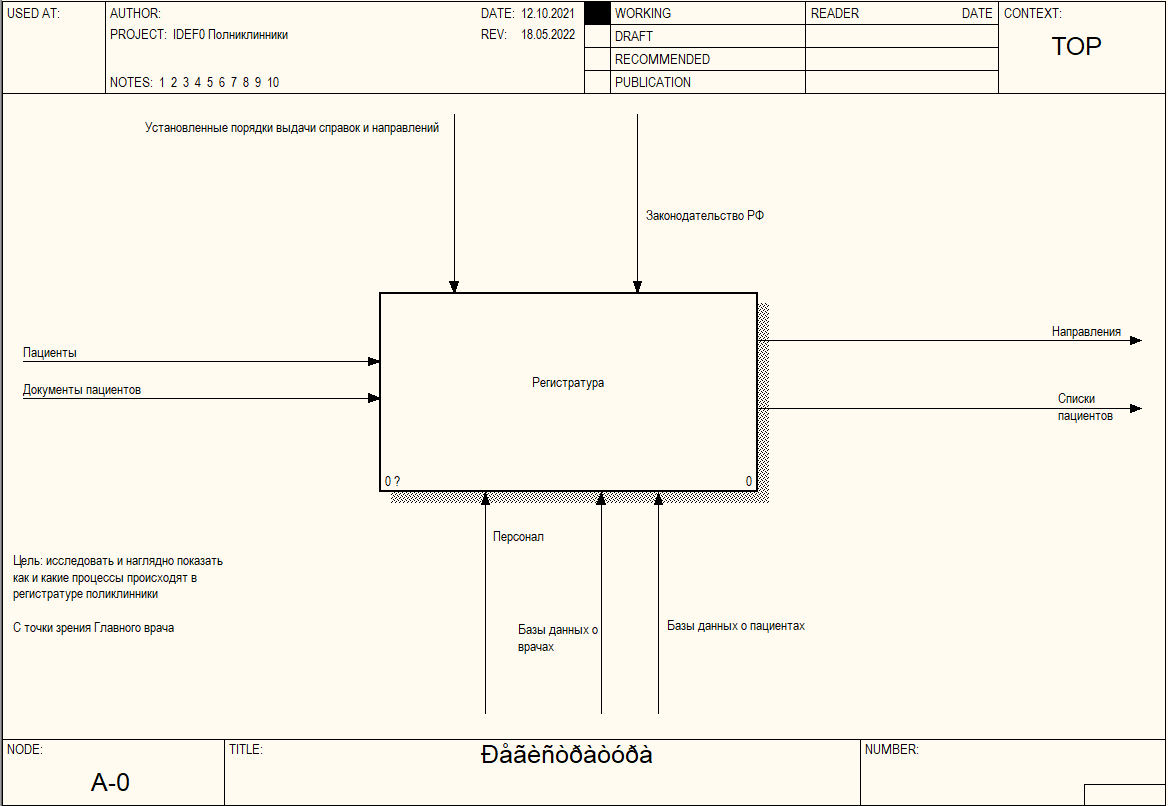 USED AT:
AUTHOR:
DATE: 12.10.2021
PROJECT: IDEF0 Полниклинники
REV: 18.05.2022
NOTES: 1 2 3 4 5 6 7 8 9 10
WORKING
DRAFT
RECOMMENDED
PUBLICATION
READER
DATE
CONTEXT:
TOP
Установленные порядки выдачи справок и направлений
Законодательство РФ
Пациенты
Документы пациентов
Регистратура
0 ?
0
Направления
Списки
пациентов
Персонал
Базы данных о
врачах
Базы данных о пациентах
Цель: исследовать и наглядно показать
как и какие процессы происходят в
регистратуре поликлинники
С точки зрения Главного врача
NODE:
A-0
TITLE:
Ðåãèñòðàòóðà
NUMBER: